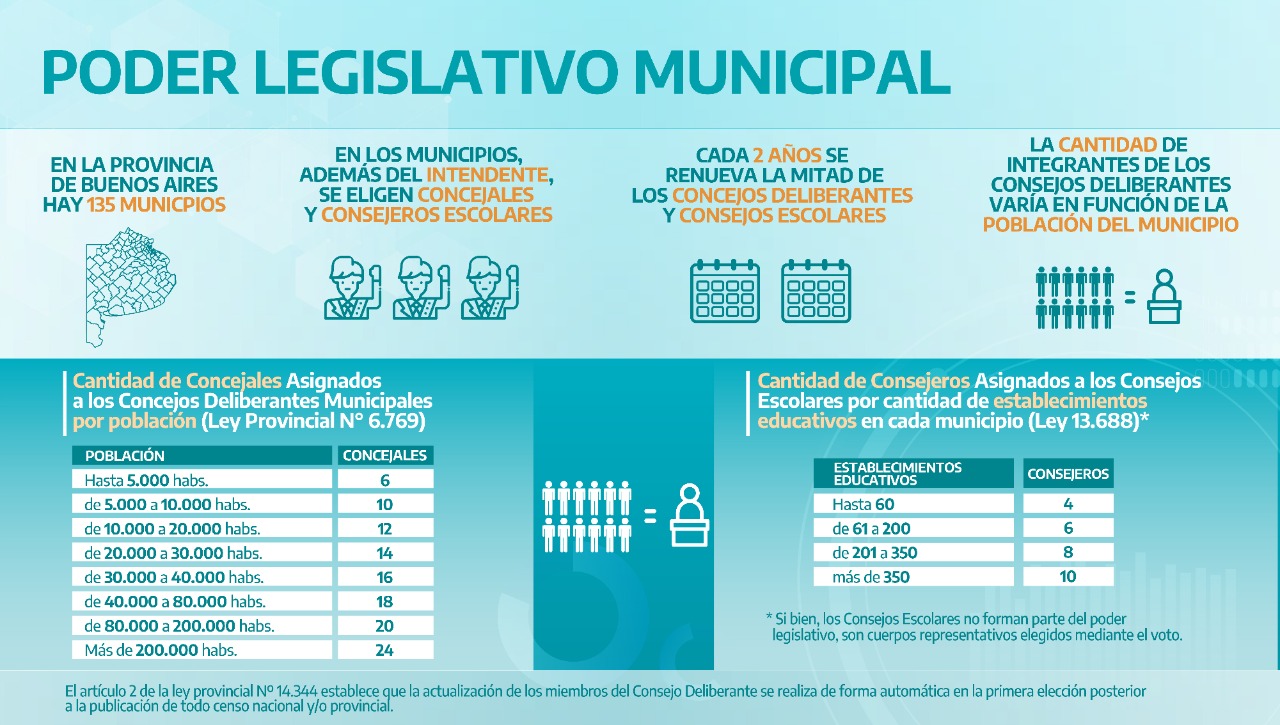 PODER LEGISLATIVO MUNICIPAL
EN LA PROVINCIA
DE BUENOS AIRES
HAY 135 MUNICPIOS
EN LOS MUNICIPIOS,
ADEMÁS DEL INTENDENTE,
SE ELIGEN CONCEJALES
Y CONSEJEROS ESCOLARES
CADA 2 AÑOS SE
RENUEVA LA MITAD DE
LOS CONCEJOS DELIBERANTES
Y CONSEJOS ESCOLARES
LA CANTIDAD DE
INTEGRANTES DE LOS
CONSEJOS DELIBERANTES
VARÍA EN FUNCIÓN DE LA
POBLACIÓN DEL MUNICIPIO
=
Cantidad de Concejales Asignados
a los Concejos Deliberantes Municipales
por población (Ley Provincial N° 6.769)
POBLACIÓN CONCEJALES
Hasta 5.000 habs. 6
de 5.000 a 10.000 habs. 10
de 10.000 a 20.000 habs. 12
de 20.000 a 30.000 habs. 14
de 30.000 a 40.000 habs. 16
de 40.000 a 80.000 habs. 18
de 80.000 a 200.000 habs. 20
Más de 200.000 habs. 24
=
Cantidad de Consejeros Asignados a los Consejos
Escolares por cantidad de establecimientos
educativos en cada municipio (Ley 13.688)*
ESTABLECIMIENTOS
EDUCATIVOS CONSEJEROS
Hasta 60 4
de 61 a 200 6
de 201 a 350 8
más de 350 10
* Si bien, los Consejos Escolares no forman parte del poder
legislativo, son cuerpos representativos elegidos mediante el voto.
El artículo 2 de la ley provincial Nº 14.344 establece que la actualización de los miembros del Consejo Deliberante se realiza de forma automática en la primera elección posterior
a la publicación de todo censo nacional y/o provincial.